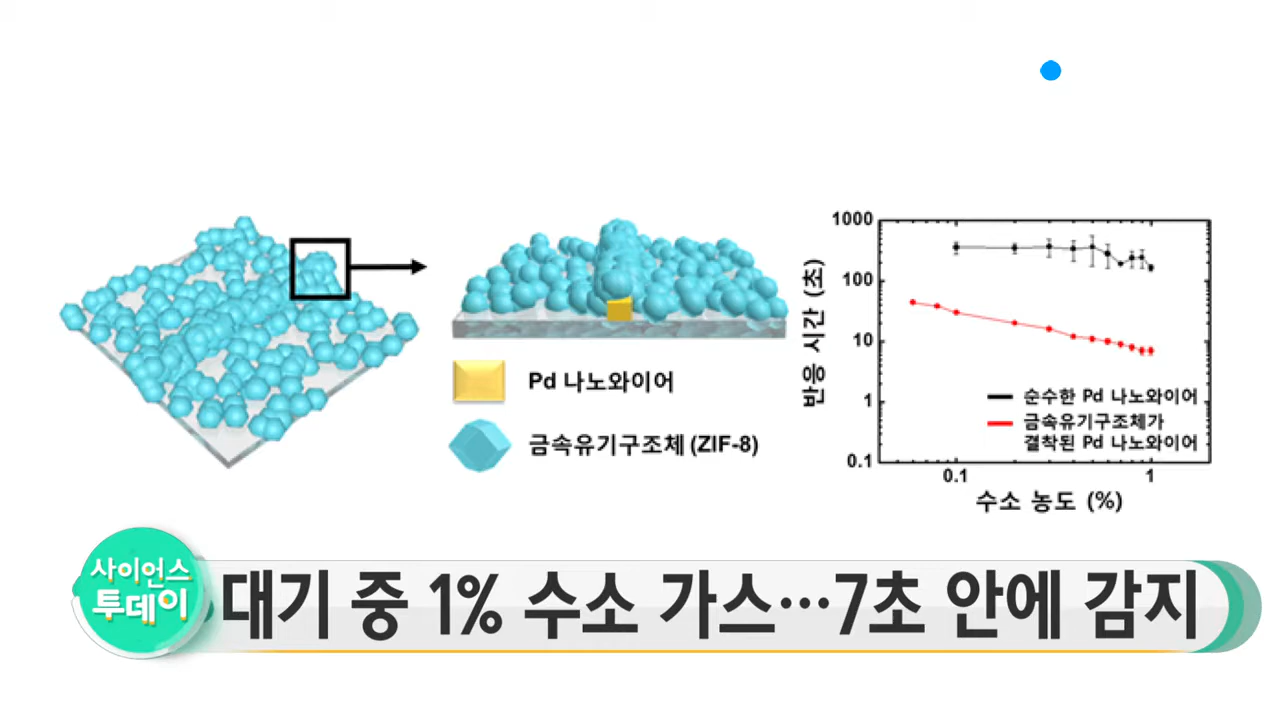 Pd 나노와이어
금속유기구조체 (ZIF-8)
반응 시간 (초)
1000
100
10
1
0.1
순수한 Pd 나노와이어
금속유기구조체가
결착된 Pd 나노와이어
0.1
1
수소 농도 (%)
사이언스
투데이
대기 중 1% 수소 가스…7초 안에 감지